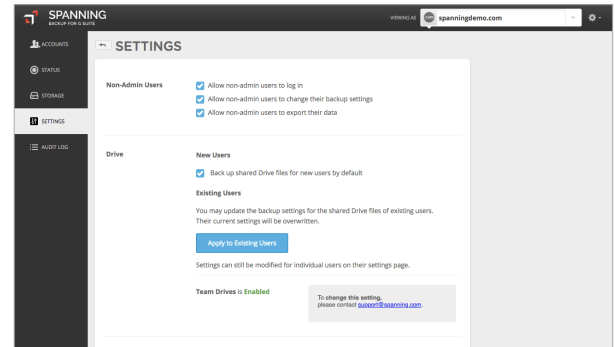 SPANNING
BACKUP FOR G SUITE
VIEWING AS
spanningdemo.com
ACCOUNTS
STATUS
STORAGE
SETTINGS
AUDIT LOG
SETTINGS
Non-Admin Users
Allow non-admin users to log in
Allow non-admin users to change their backup settings
Allow non-admin users to export their data
Drive
New Users
Back up shared Drive files for new users by default
Existing Users
You may update the backup settings for the shared Drive files of existing users.
Their current settings will be overwritten.
Apply to Existing Users
Settings can still be modified for individual users on their settings page.
Team Drives is Enabled
To change this setting,
please contact support@spanning.com.